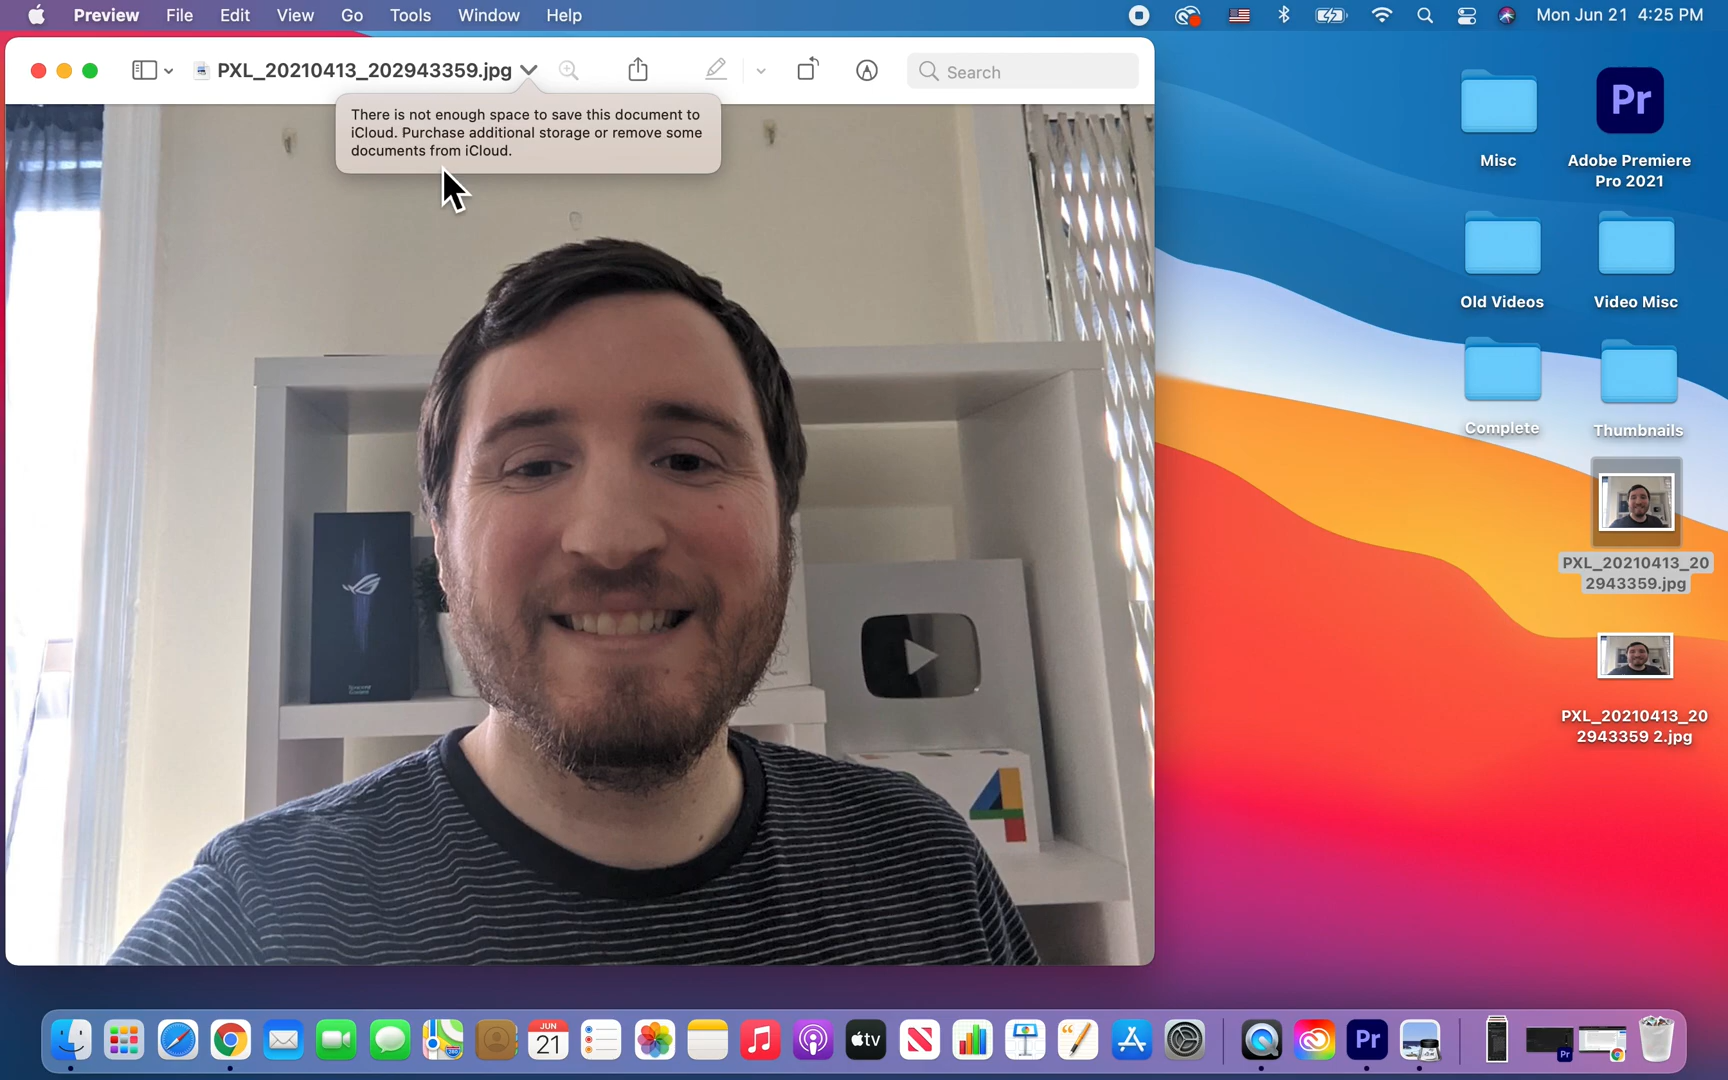 Preview File Edit View Go Tools Window Help
Mon Jun 21 4:25 PM
PXL_20210413_202943359.jpg
Search
There is not enough space to save this document to
iCloud. Purchase additional storage or remove some
documents from iCloud.
Misc
Pr
Adobe Premiere
Pro 2021
Old Videos
Video Misc
Complete
Thumbnails
PXL_20210413_20
2943359.jpg
PXL_20210413_20
2943359 2.jpg
4
JUN
21
tv
Pr
Pr